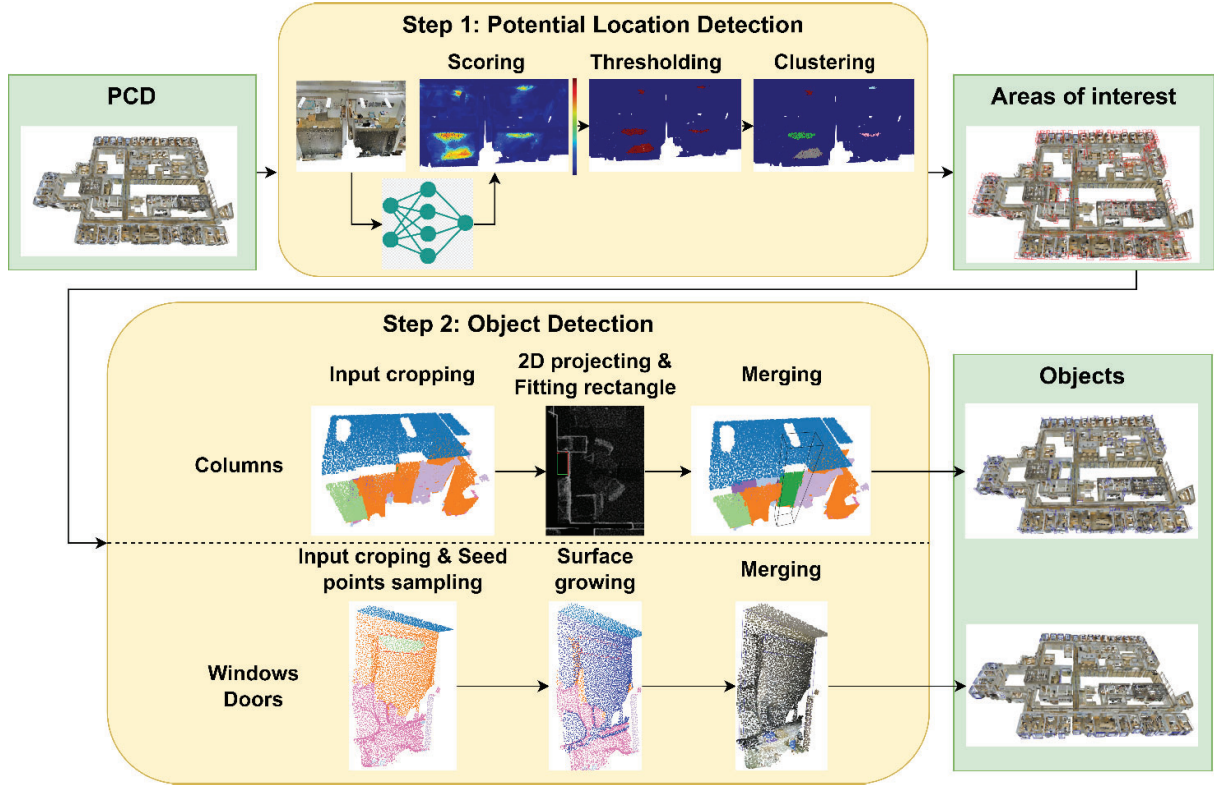 Step 1: Potential Location Detection
PCD
Scoring
Thresholding
Clustering
Areas of interest
Step 2: Object Detection
Input cropping
2D projecting &
Fitting rectangle
Merging
Objects
Columns
Input croping & Seed
points sampling
Surface
growing
Merging
Windows
Doors